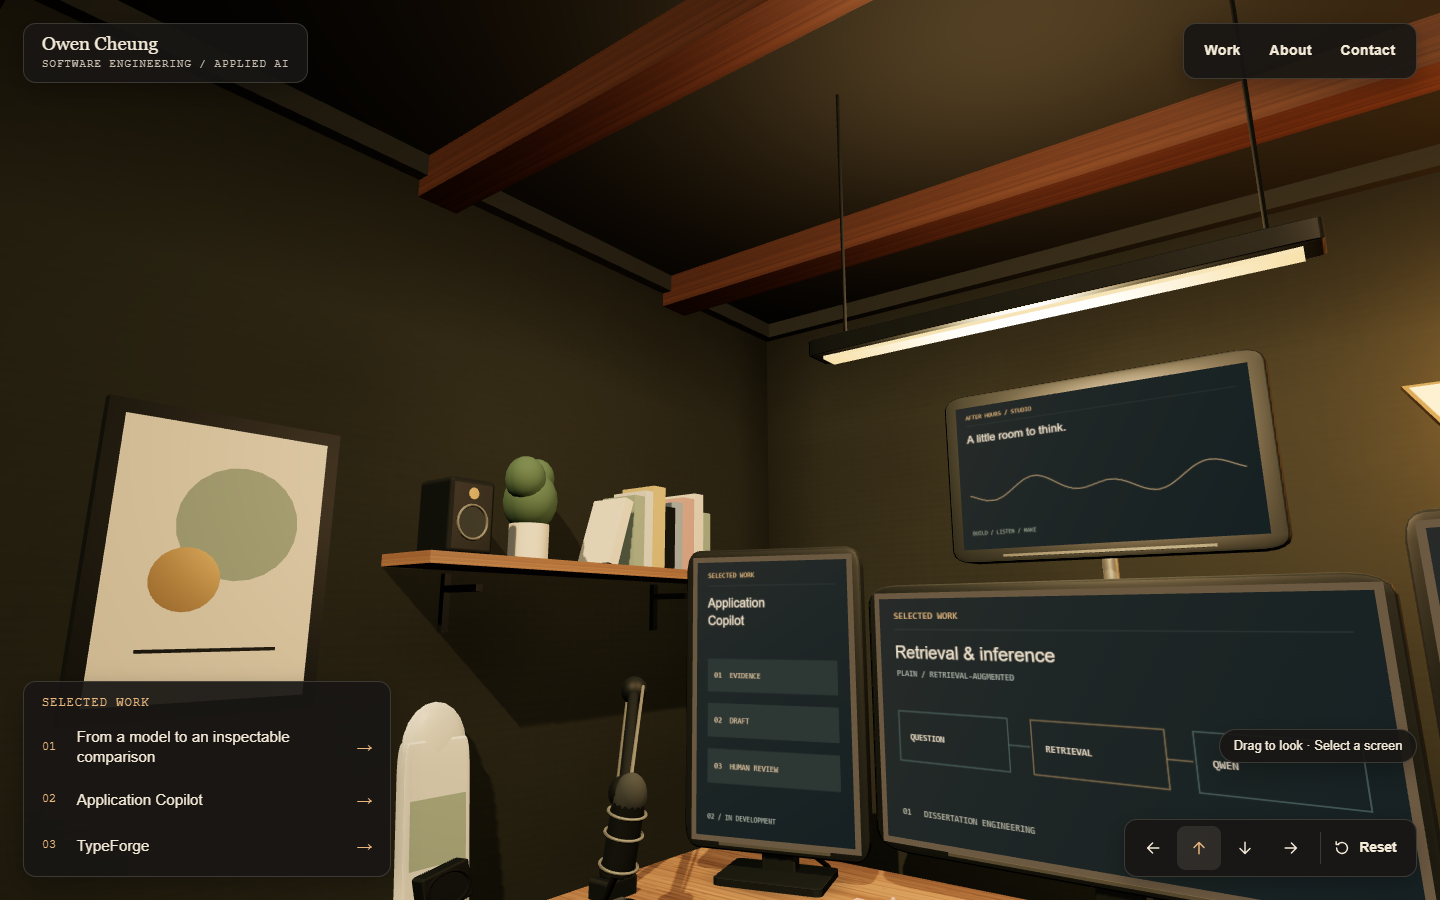 Owen Cheung
SOFTWARE ENGINEERING / APPLIED AI
Work
About
Contact
AFTER HOURS / STUDIO
A little room to think.
BUILD / LISTEN / MAKE
SELECTED WORK
Application
Copilot
01 EVIDENCE
02 DRAFT
03 HUMAN REVIEW
02 / IN DEVELOPMENT
SELECTED WORK
Retrieval & inference
PLAIN / RETRIEVAL-AUGMENTED
QUESTION
RETRIEVAL
QWEN
01 DISSERTATION ENGINEERING
SELECTED WORK
01 From a model to an inspectable
comparison →
02 Application Copilot →
03 TypeForge →
Drag to look · Select a screen
← ↑ ↓ → Reset